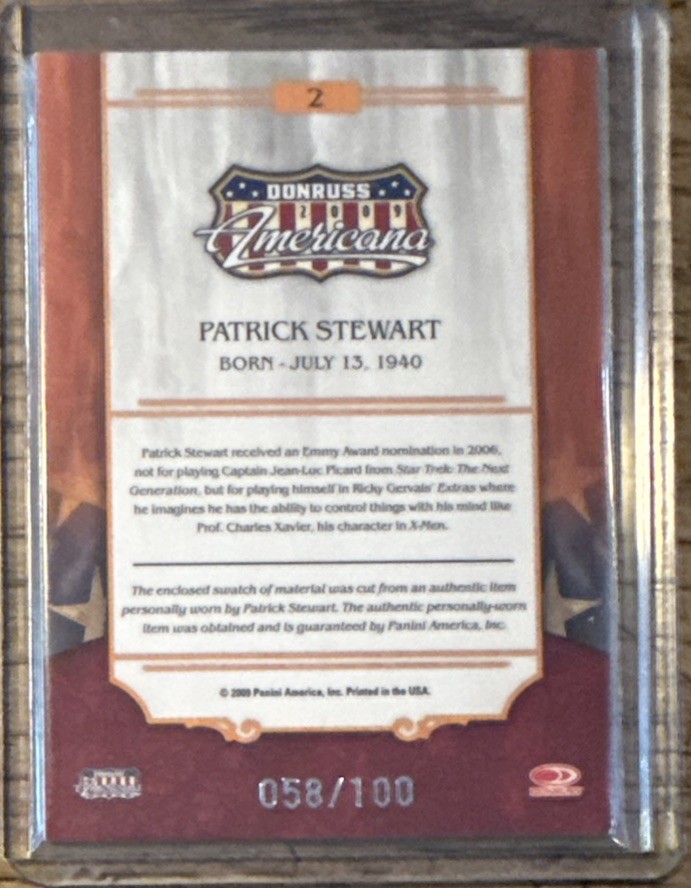 2
DONRUSS
2009
Americana
PATRICK STEWART
BORN - JULY 13, 1940
Patrick Stewart received an Emmy Award nomination in 2006,
not for playing Captain Jean-Luc Picard from Star Trek: The Next
Generation, but for playing himself in Ricky Gervais' Extras where
he imagines he has the ability to control things with his mind like
Prof. Charles Xavier, his character in X-Men.
The enclosed swatch of material was cut from an authentic item
personally worn by Patrick Stewart. The authentic personally-worn
item was obtained and is guaranteed by Panini America, Inc.
© 2009 Panini America, Inc. Printed in the USA.
058/100